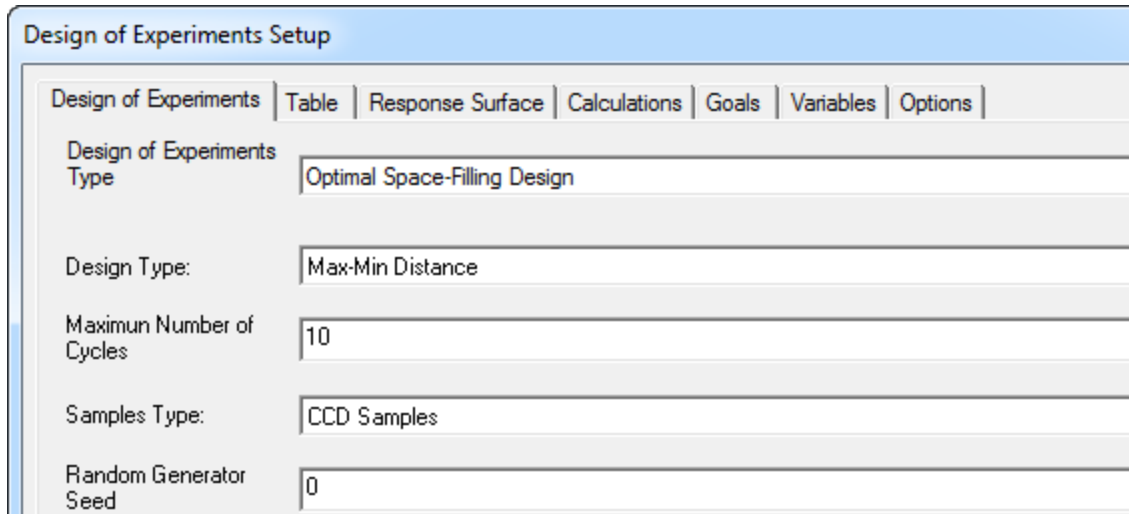 Design of Experiments Setup
Design of Experiments Table Response Surface Calculations Goals Variables Options
Design of Experiments
Type
Optimal Space-Filling Design
Design Type:
Max-Min Distance
Maximun Number of
Cycles
10
Samples Type:
CCD Samples
Random Generator
Seed
0